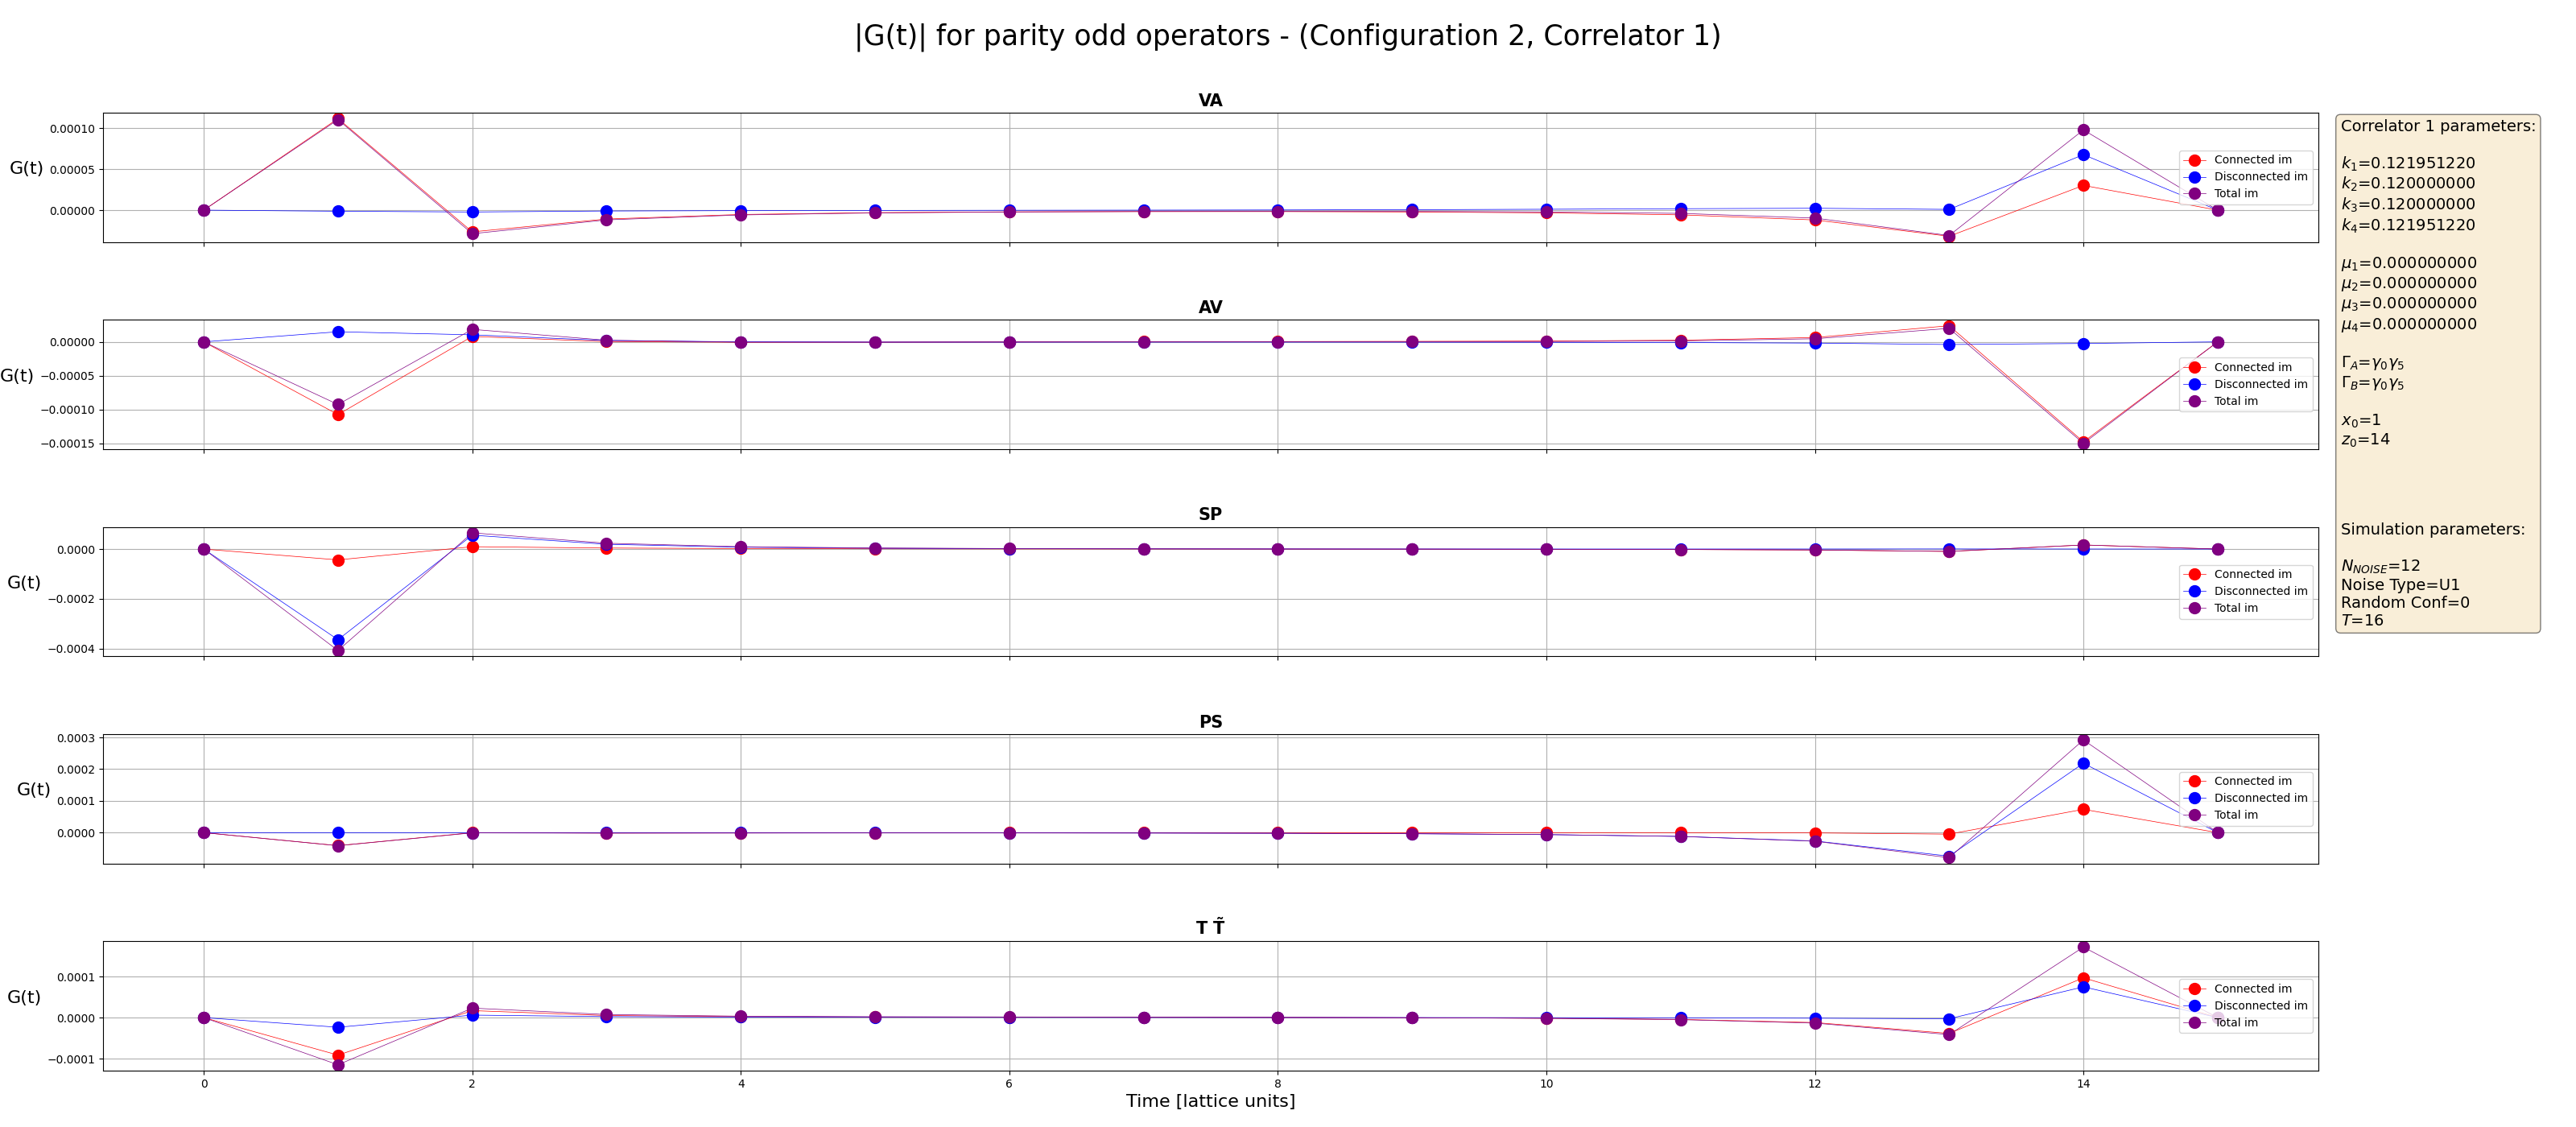 |G(t)| for parity odd operators - (Configuration 2, Correlator 1)
VA
0.00010
0.00005
0.00000
G(t)
Connected im
Disconnected im
Total im
AV
0.00000
−0.00005
−0.00010
−0.00015
G(t)
Connected im
Disconnected im
Total im
SP
0.0000
−0.0002
−0.0004
G(t)
Connected im
Disconnected im
Total im
PS
0.0003
0.0002
0.0001
0.0000
G(t)
Connected im
Disconnected im
Total im
T T̃
0.0001
0.0000
−0.0001
G(t)
Connected im
Disconnected im
Total im
0 2 4 6 8 10 12 14
Time [lattice units]
Correlator 1 parameters:
k₁=0.121951220
k₂=0.120000000
k₃=0.120000000
k₄=0.121951220
μ₁=0.000000000
μ₂=0.000000000
μ₃=0.000000000
μ₄=0.000000000
Γ_A=γ₀γ₅
Γ_B=γ₀γ₅
x₀=1
z₀=14
Simulation parameters:
N_NOISE=12
Noise Type=U1
Random Conf=0
T=16